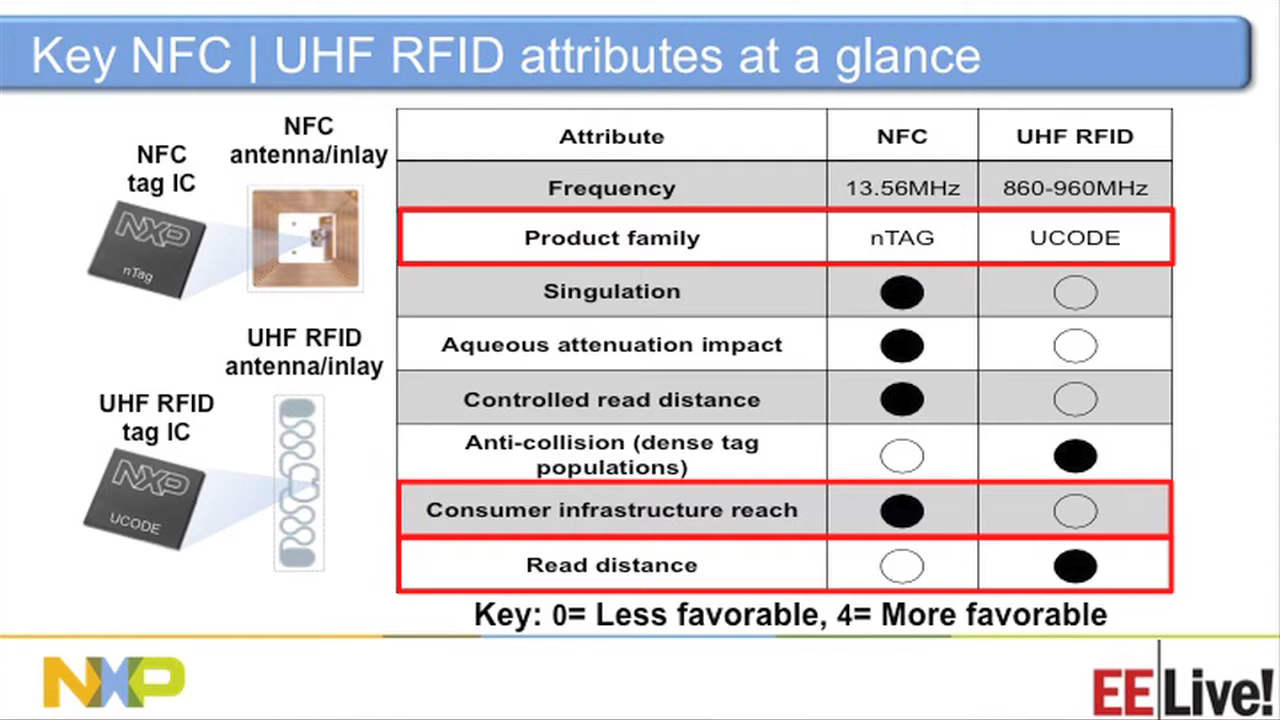 Key NFC | UHF RFID attributes at a glance
NFC
antenna/inlay
NFC
tag IC
NXP
nTag
UHF RFID
antenna/inlay
UHF RFID
tag IC
NXP
UCODE
Attribute NFC UHF RFID
Frequency 13.56MHz 860-960MHz
Product family nTAG UCODE
Singulation
Aqueous attenuation impact
Controlled read distance
Anti-collision (dense tag
populations)
Consumer infrastructure reach
Read distance
Key: 0= Less favorable, 4= More favorable
NXP
EE Live!